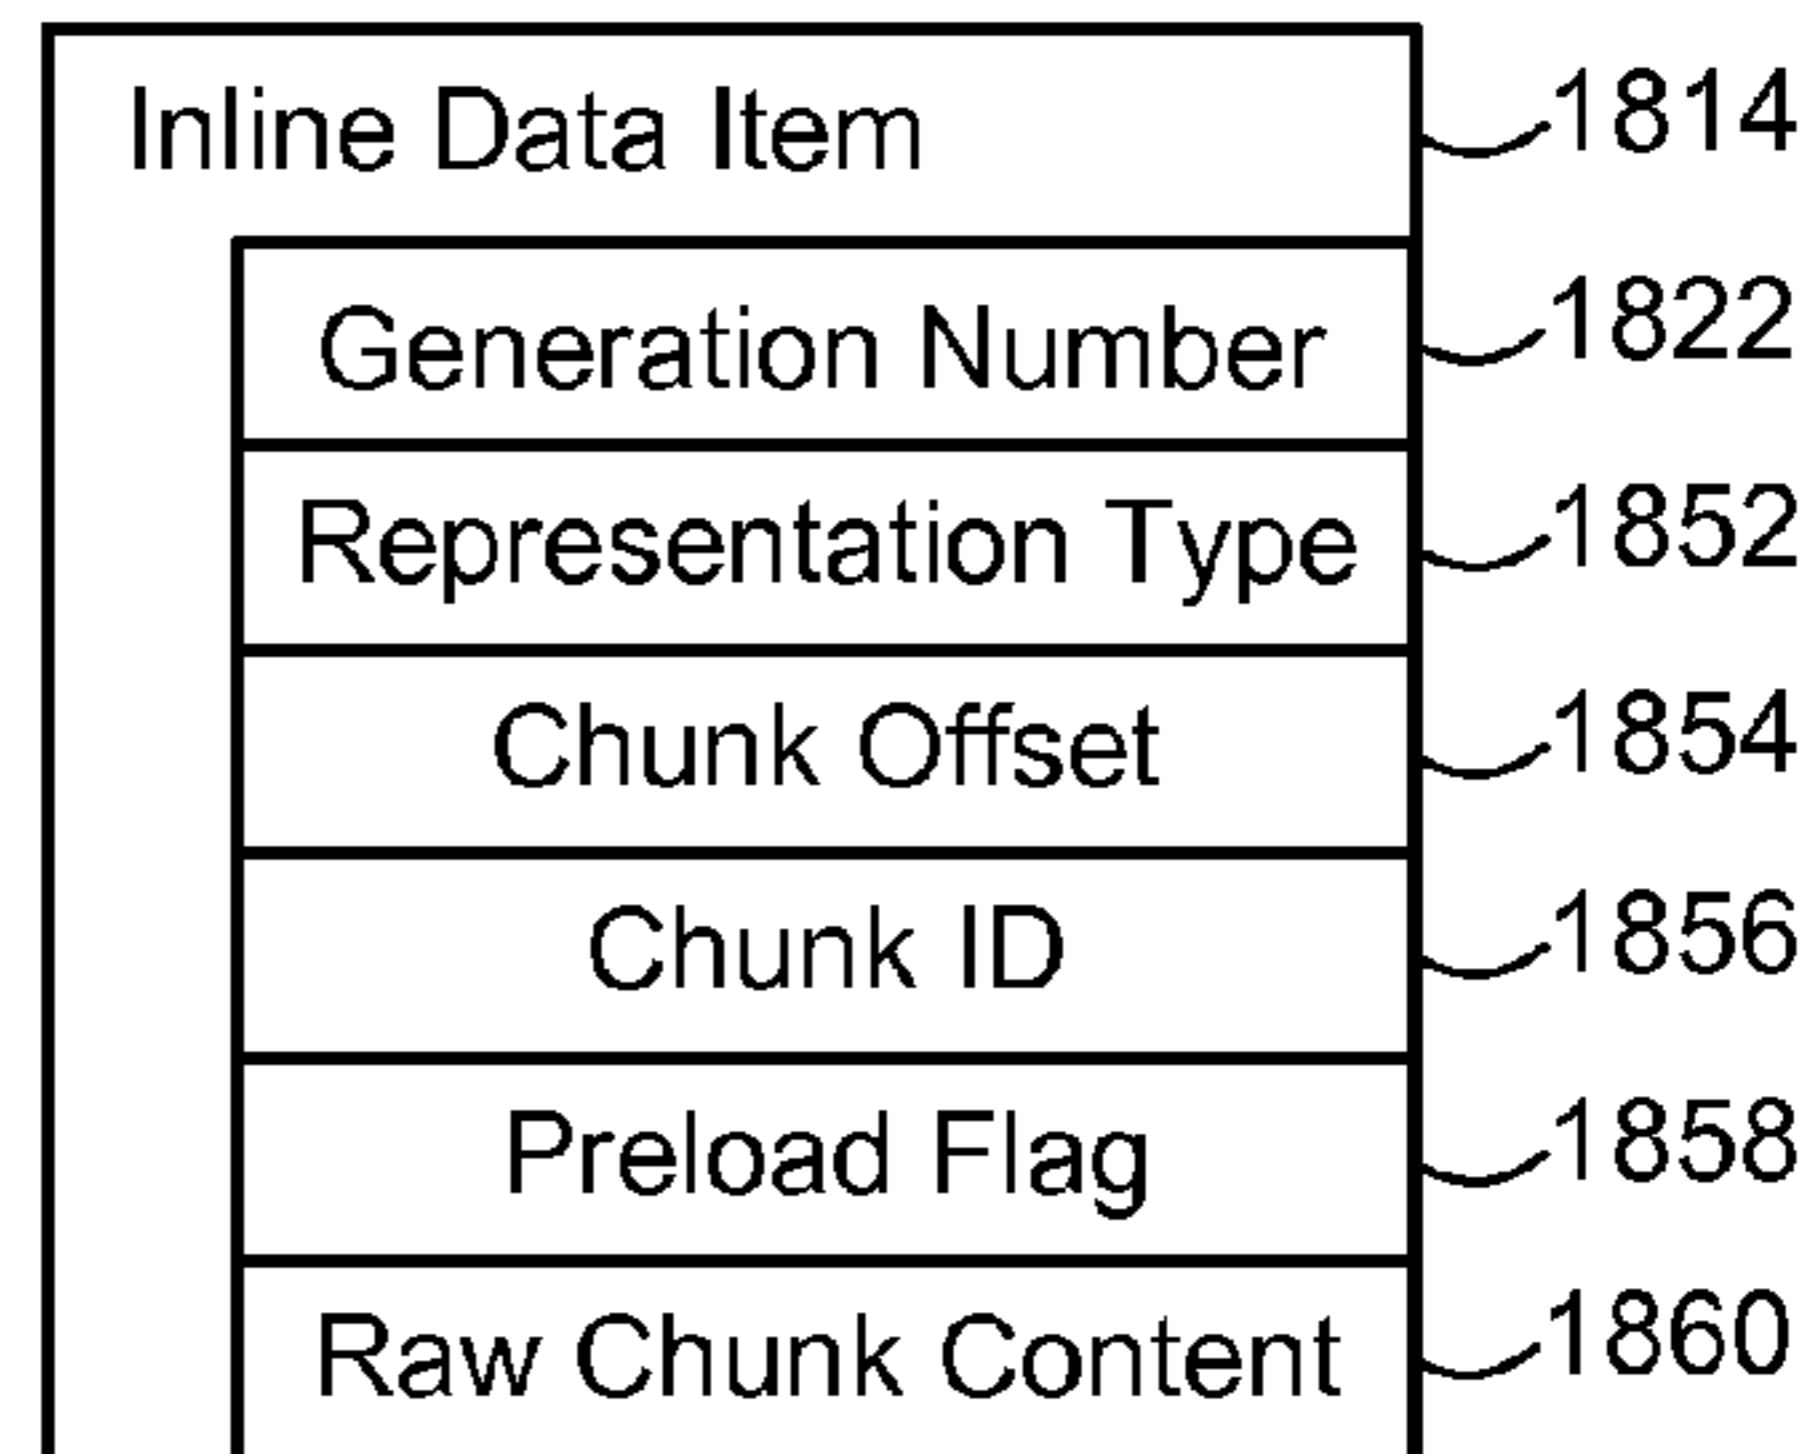 Inline Data Item 1814
Generation Number 1822
Representation Type 1852
Chunk Offset 1854
Chunk ID 1856
Preload Flag 1858
Raw Chunk Content 1860